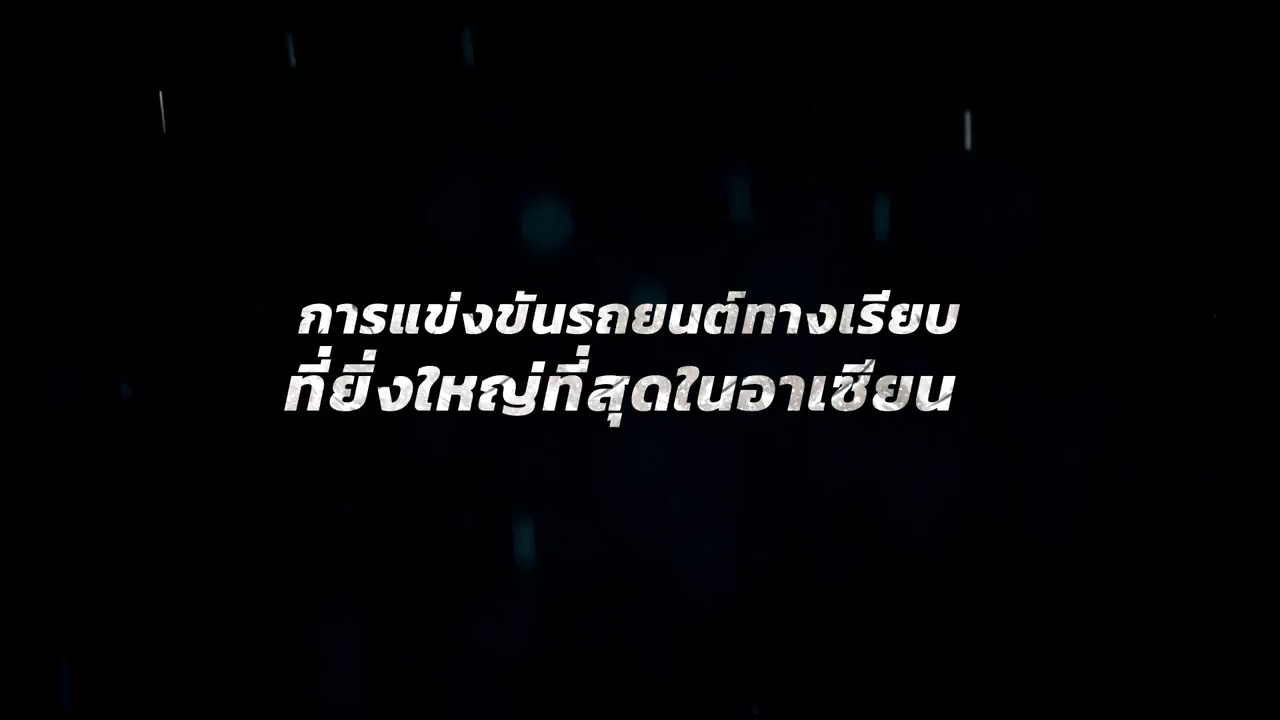 การแข่งขันรถยนต์ทางเรียบ
ที่ยิ่งใหญ่ที่สุดในอาเซียน